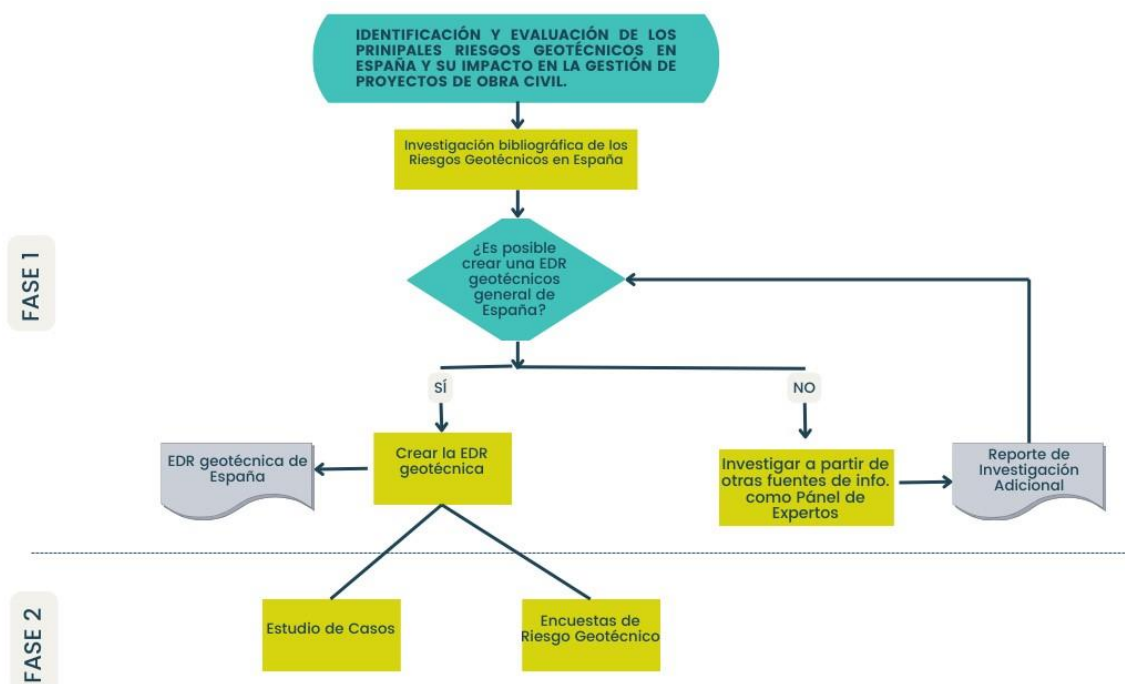 IDENTIFICACIÓN Y EVALUACIÓN DE LOS
PRINIPALES RIESGOS GEOTÉCNICOS EN
ESPAÑA Y SU IMPACTO EN LA GESTIÓN DE
PROYECTOS DE OBRA CIVIL.
Investigación bibliográfica de los
Riesgos Geotécnicos en España
FASE 1
¿Es posible
crear una EDR
geotécnicos
general de
España?
SÍ
NO
EDR geotécnica de
España
Crear la EDR
geotécnica
Investigar a partir de
otras fuentes de info.
como Pánel de
Expertos
Reporte de
Investigación
Adicional
FASE 2
Estudio de Casos
Encuestas de
Riesgo Geotécnico